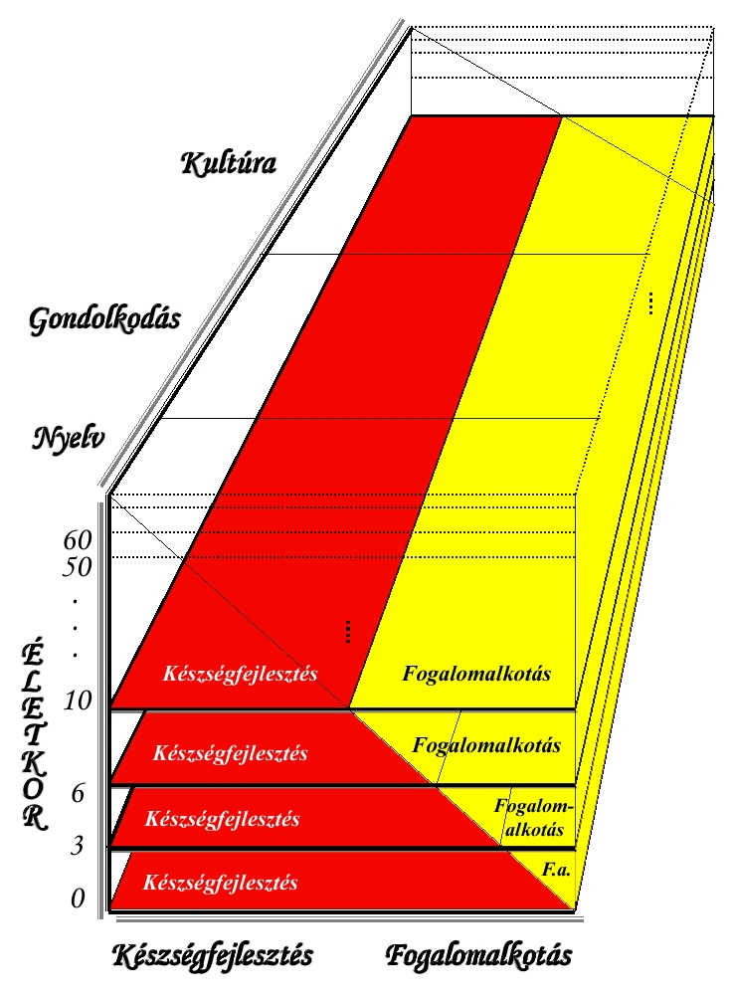 Kultúra
Gondolkodás
Nyelv
60
50
.
.
.
ÉLETKOR
10
Készségfejlesztés Fogalomalkotás
Készségfejlesztés Fogalomalkotás
6
Készségfejlesztés Fogalom-
alkotás
3
Készségfejlesztés F.a.
0
Készségfejlesztés Fogalomalkotás